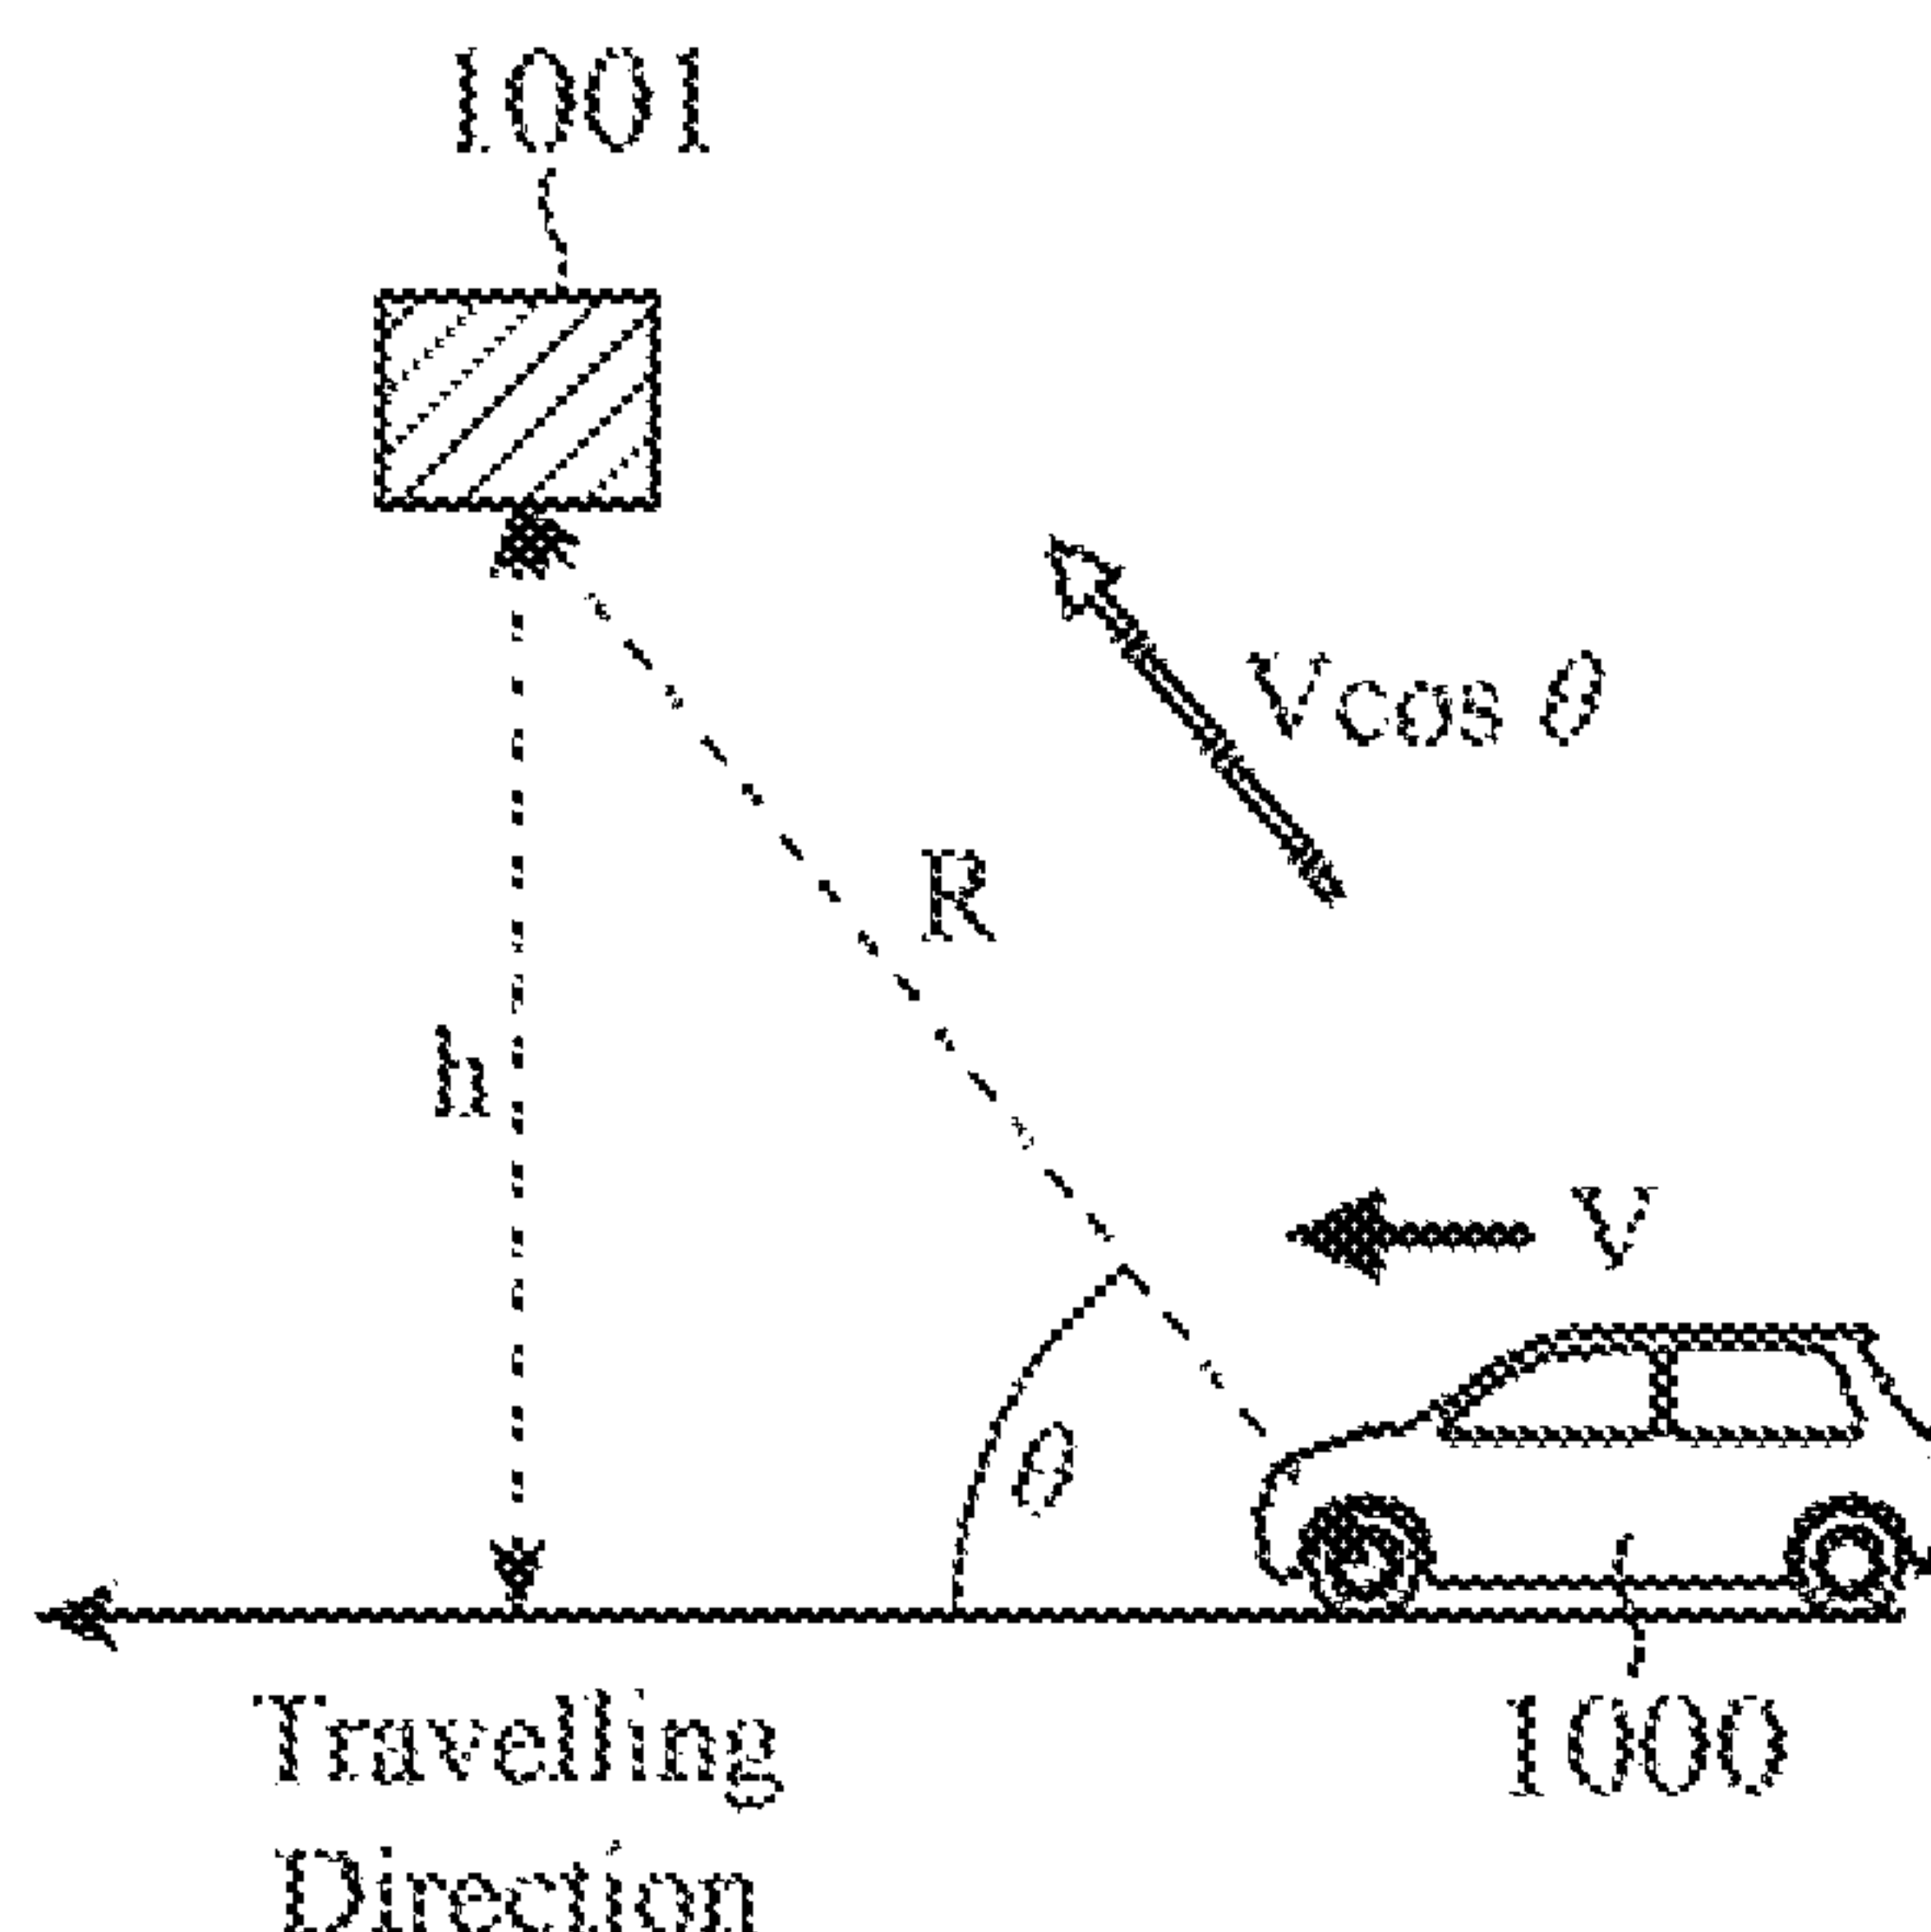 1001
Vcos θ
R
h
V
θ
Travelling
Direction
1000